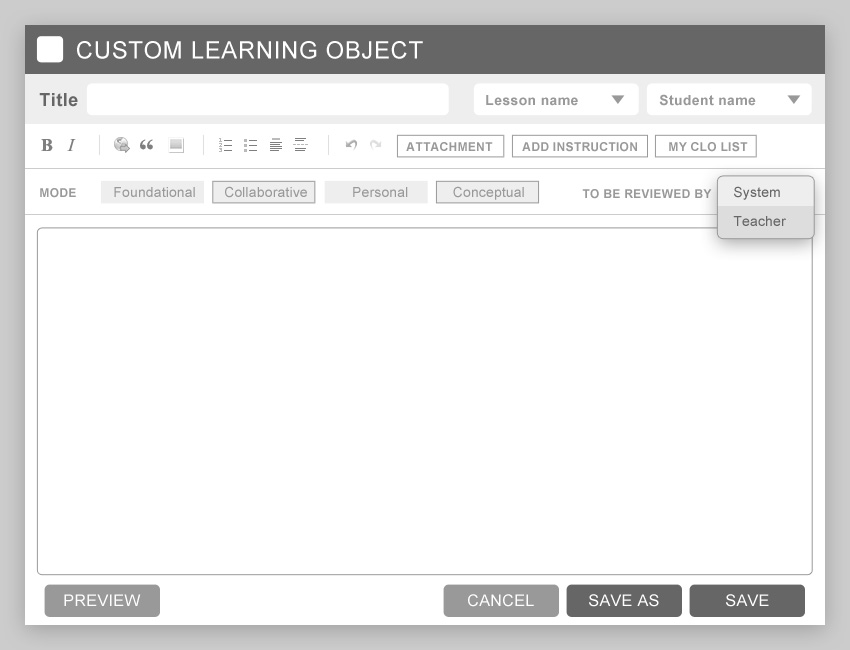 CUSTOM LEARNING OBJECT
Title
Lesson name
Student name
B I
ATTACHMENT
ADD INSTRUCTION
MY CLO LIST
MODE
Foundational
Collaborative
Personal
Conceptual
TO BE REVIEWED BY
System
Teacher
PREVIEW
CANCEL
SAVE AS
SAVE